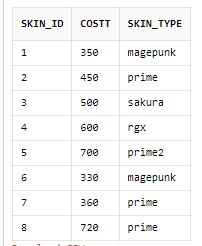 SKIN_ID COSTT SKIN_TYPE
1 350 magepunk
2 450 prime
3 500 sakura
4 600 rgx
5 700 prime2
6 330 magepunk
7 360 prime
8 720 prime